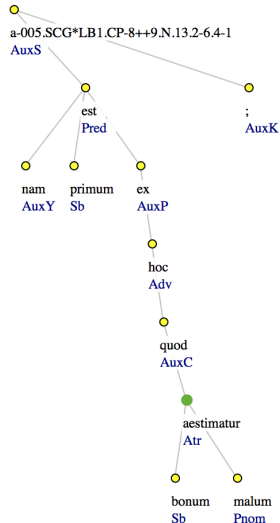 a-005.SCG*LB1.CP-8++9.N.13.2-6.4-1
AuxS
est
Pred
;
AuxK
nam
AuxY
primum
Sb
ex
AuxP
hoc
Adv
quod
AuxC
aestimatur
Atr
bonum
Sb
malum
Pnom